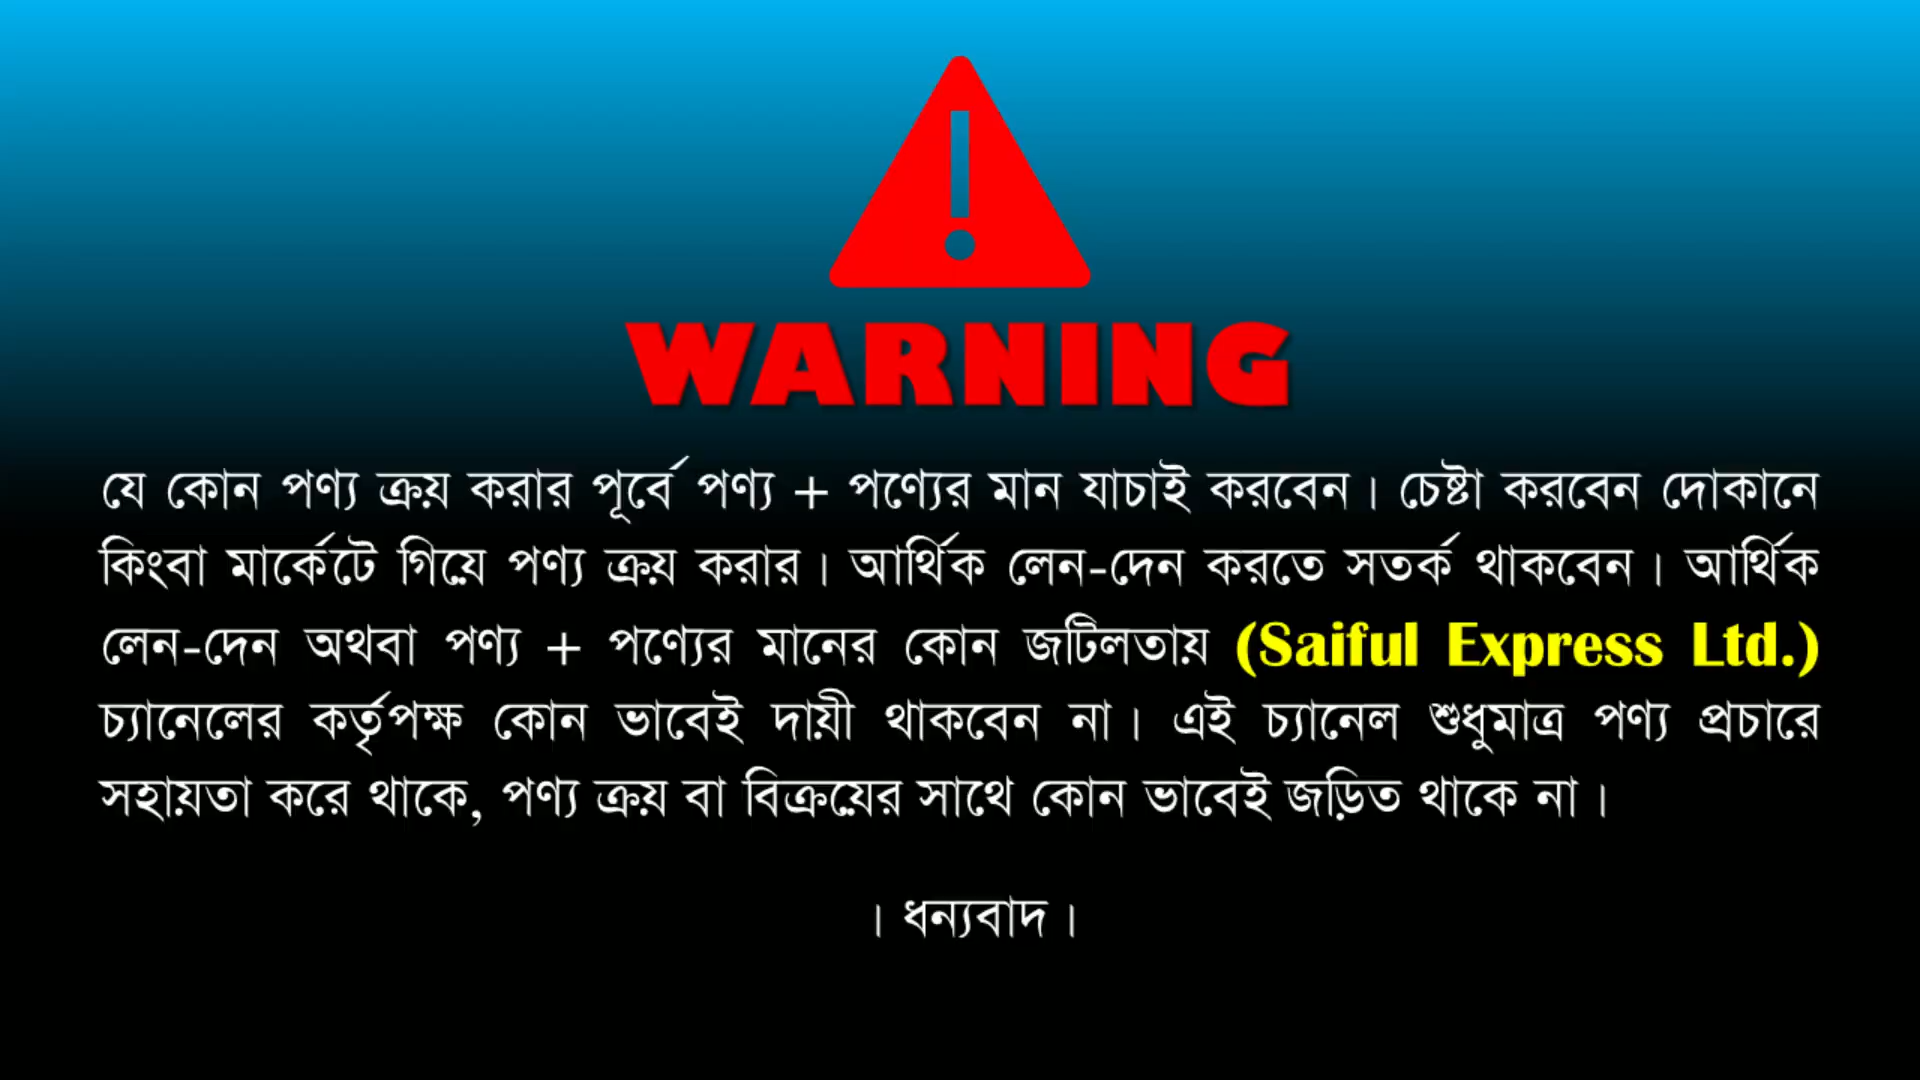 WARNING
যে কোন পণ্য ক্রয় করার পূর্বে পণ্য + পণ্যের মান যাচাই করবেন। চেষ্টা করবেন দোকানে
কিংবা মার্কেটে গিয়ে পণ্য ক্রয় করার। আর্থিক লেন-দেন করতে সতর্ক থাকবেন। আর্থিক
লেন-দেন অথবা পণ্য + পণ্যের মানের কোন জটিলতায় (Saiful Express Ltd.)
চ্যানেলের কর্তৃপক্ষ কোন ভাবেই দায়ী থাকবেন না। এই চ্যানেল শুধুমাত্র পণ্য প্রচারে
সহায়তা করে থাকে, পণ্য ক্রয় বা বিক্রয়ের সাথে কোন ভাবেই জড়িত থাকে না।
। ধন্যবাদ ।